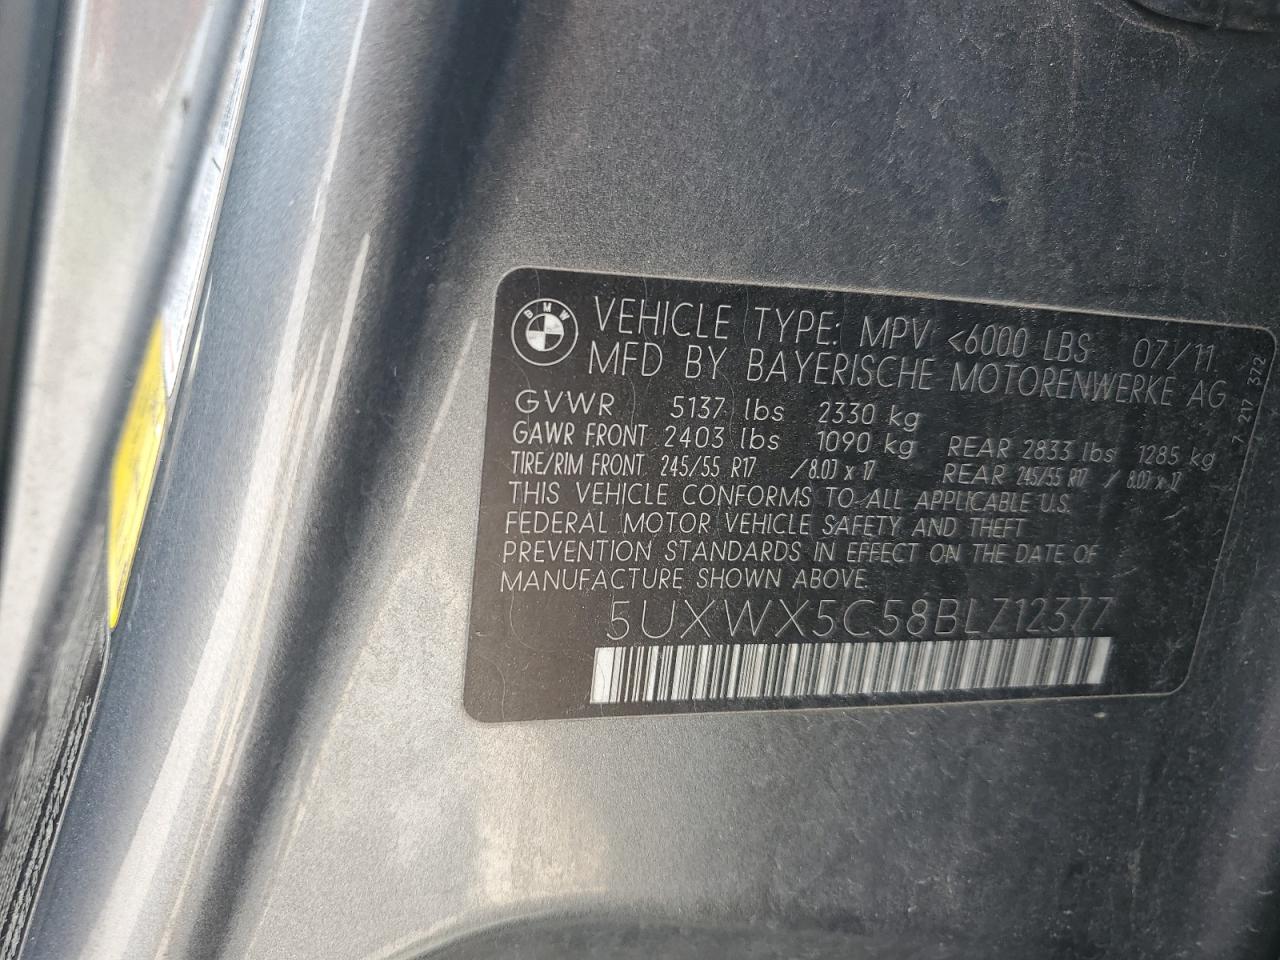 BMW
VEHICLE TYPE: MPV <6000 LBS 07/11
MFD BY BAYERISCHE MOTORENWERKE AG
GVWR 5137 lbs 2330 kg
GAWR FRONT 2403 lbs 1090 kg REAR 2833 lbs 1285 kg
TIRE/RIM FRONT 245/55 R17 /8.0J x 17 REAR 245/55 R17 / 8.0J x 17
THIS VEHICLE CONFORMS TO ALL APPLICABLE U.S.
FEDERAL MOTOR VEHICLE SAFETY AND THEFT
PREVENTION STANDARDS IN EFFECT ON THE DATE OF
MANUFACTURE SHOWN ABOVE.
5UXWX5C58BL712377
7 217 372